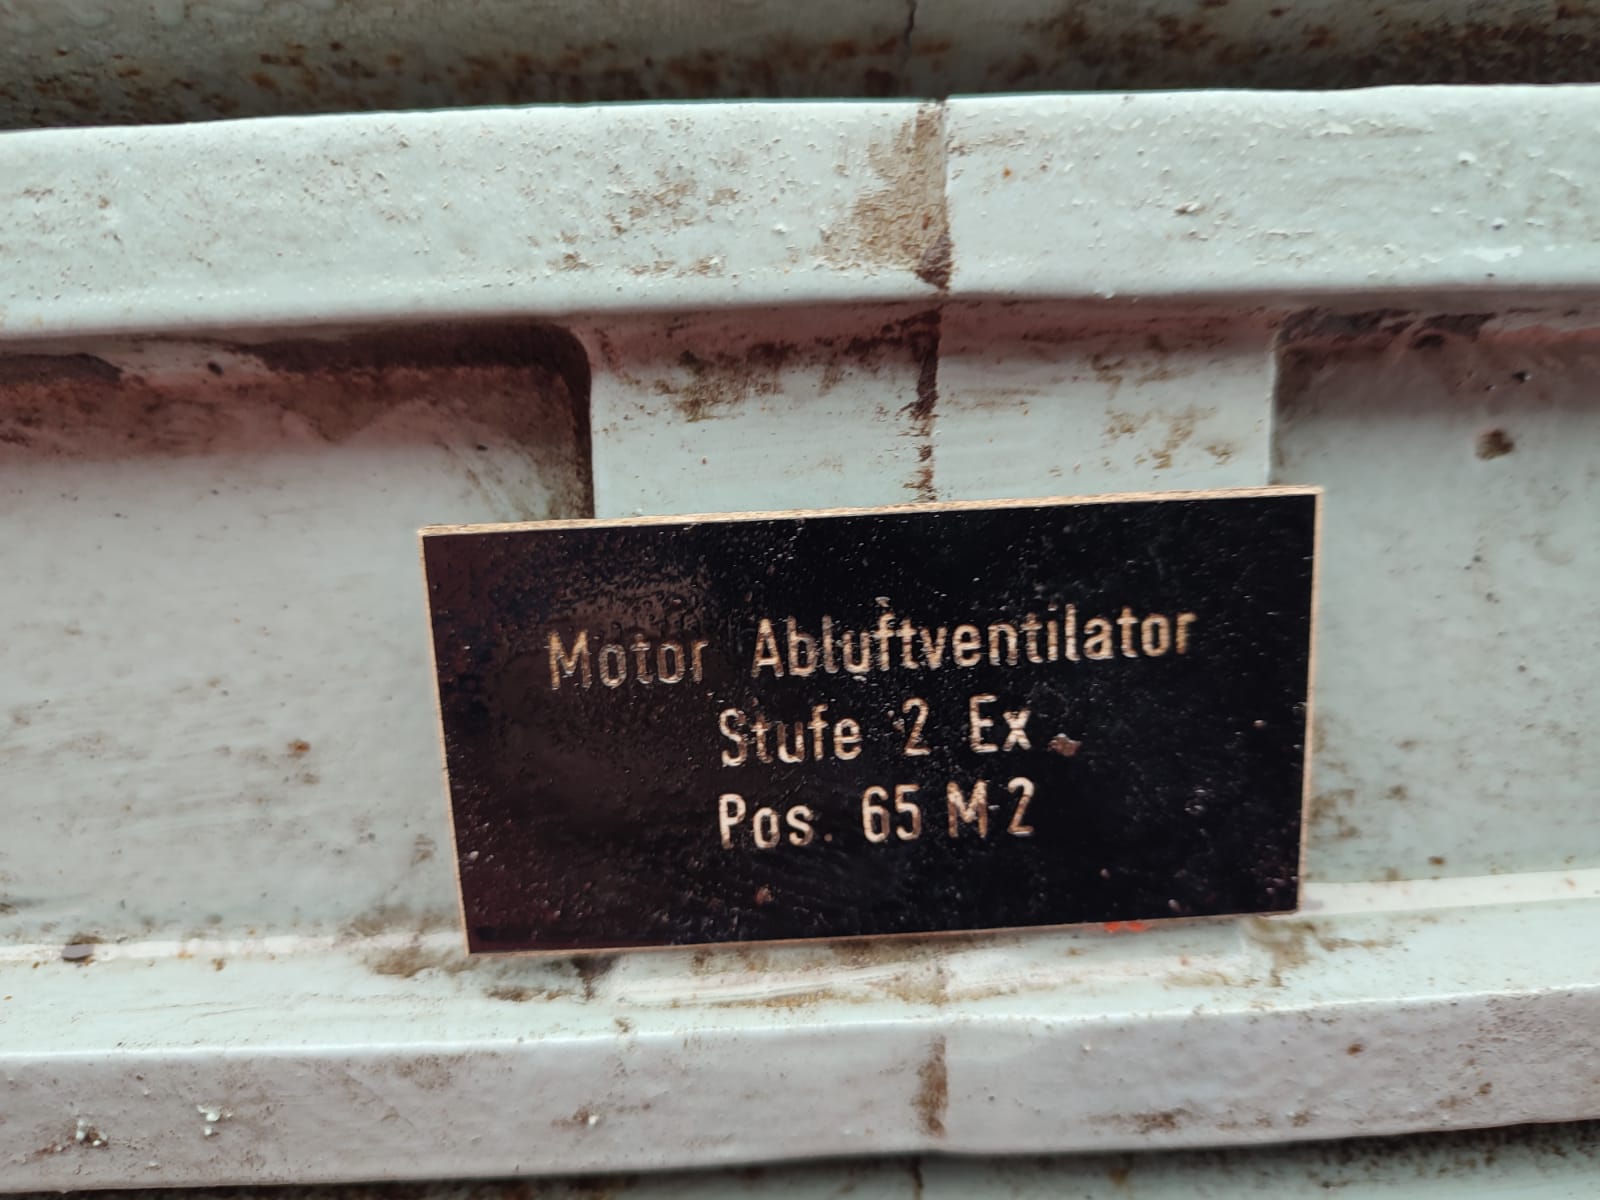 Motor Abluftventilator
Stufe 2 Ex
Pos. 65 M-2